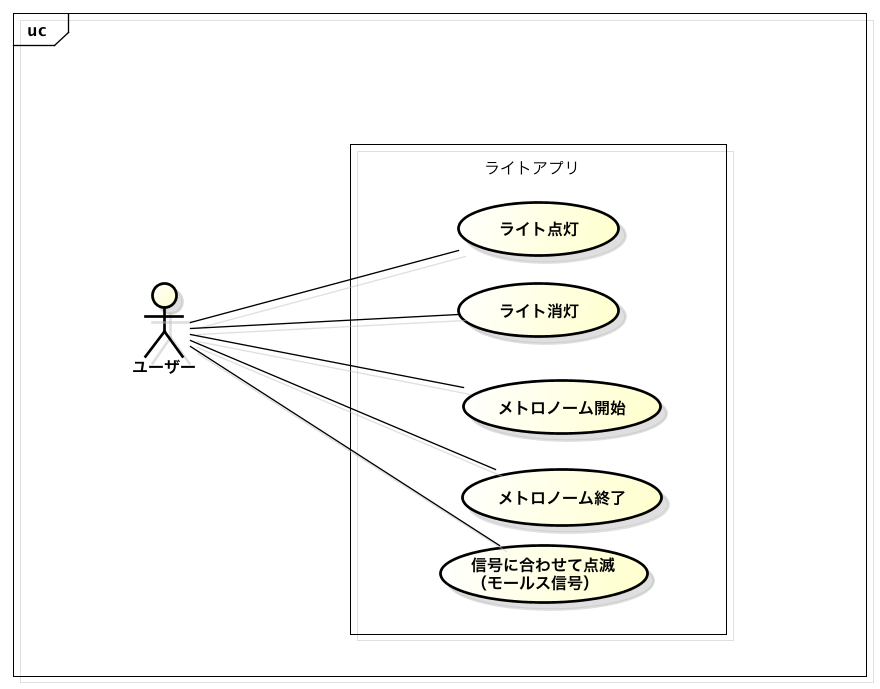 uc
ライトアプリ
ライト点灯
ライト消灯
ユーザー
メトロノーム開始
メトロノーム終了
信号に合わせて点滅
（モールス信号）